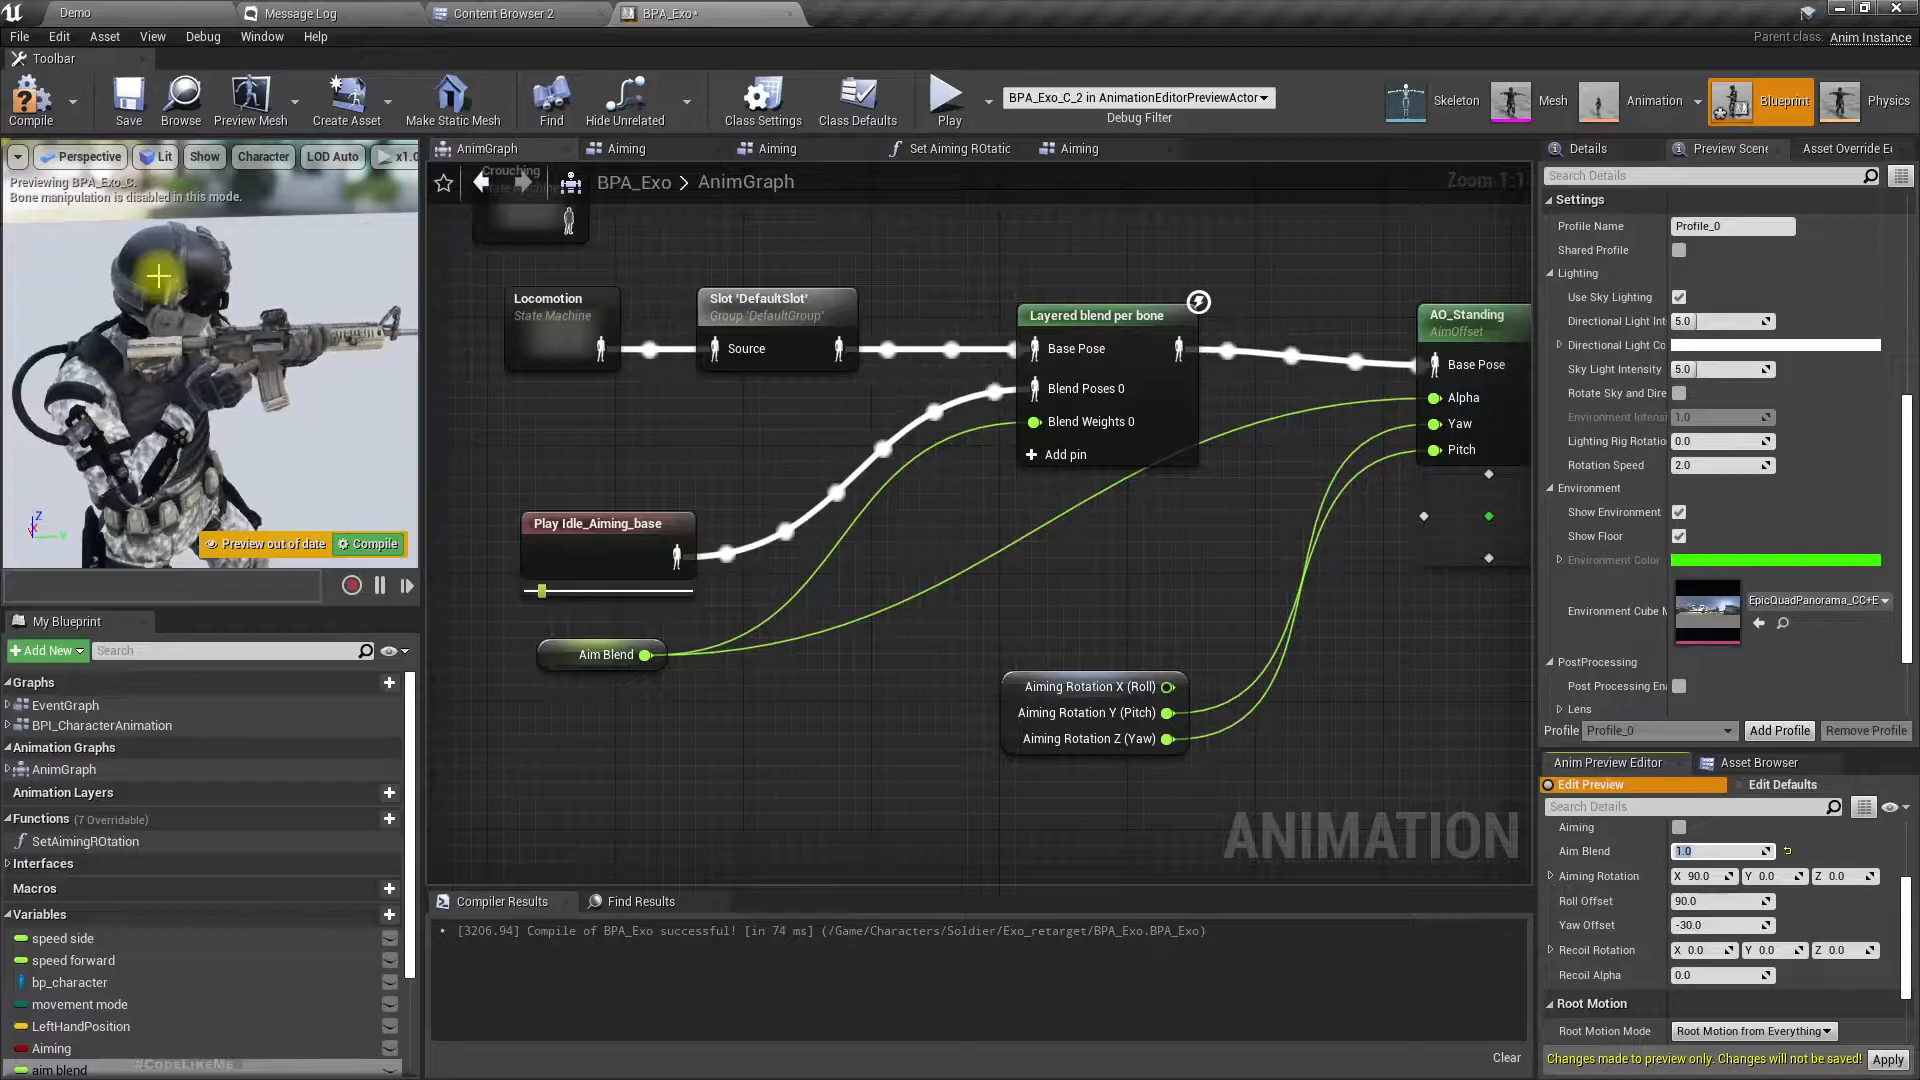 Demo
Message Log
Content Browser 2
BPA_Exo*
File
Edit
Asset
View
Debug
Window
Help
Parent class: Anim Instance
Toolbar
Compile
Save
Browse
Preview Mesh
Create Asset
Make Static Mesh
Find
Hide Unrelated
Class Settings
Class Defaults
Play
BPA_Exo_C_2 in AnimationEditorPreviewActor
Debug Filter
Skeleton
Mesh
Animation
Blueprint
Physics
Perspective
Lit
Show
Character
LOD Auto
x1.0
Previewing BPA_Exo_C.
Bone manipulation is disabled in this mode.
Z
X
Preview out of date
Compile
AnimGraph
Aiming
Aiming
Set Aiming ROtatic
Aiming
BPA_Exo > AnimGraph
Zoom 1:1
Crouching
State Machine
Locomotion
State Machine
Slot 'DefaultSlot'
Group 'DefaultGroup'
Source
Layered blend per bone
Base Pose
Blend Poses 0
Blend Weights 0
Add pin
AO_Standing
AimOffset
Base Pose
Alpha
Yaw
Pitch
Play Idle_Aiming_base
Aim Blend
Aiming Rotation X (Roll)
Aiming Rotation Y (Pitch)
Aiming Rotation Z (Yaw)
ANIMATION
My Blueprint
Add New
Search
Graphs
EventGraph
BPI_CharacterAnimation
Animation Graphs
AnimGraph
Animation Layers
Functions (7 Overridable)
SetAimingROtation
Interfaces
Macros
Variables
speed side
speed forward
bp_character
movement mode
LeftHandPosition
Aiming
aim blend
#CodeLikeMe
Compiler Results
Find Results
[3206.94] Compile of BPA_Exo successful! [in 74 ms] (/Game/Characters/Soldier/Exo_retarget/BPA_Exo.BPA_Exo)
Clear
Details
Preview Scene
Asset Override E
Search Details
Settings
Profile Name
Profile_0
Shared Profile
Lighting
Use Sky Lighting
Directional Light Int
5.0
Directional Light Co
Sky Light Intensity
5.0
Rotate Sky and Dire
Environment Intens
1.0
Lighting Rig Rotatio
0.0
Rotation Speed
2.0
Environment
Show Environment
Show Floor
Environment Color
Environment Cube M
EpicQuadPanorama_CC+E
PostProcessing
Post Processing En
Lens
Profile
Profile_0
Add Profile
Remove Profile
Anim Preview Editor
Asset Browser
Edit Preview
Edit Defaults
Search Details
Aiming
Aim Blend
1.0
Aiming Rotation
X 90.0
Y 0.0
Z 0.0
Roll Offset
90.0
Yaw Offset
-30.0
Recoil Rotation
X 0.0
Y 0.0
Z 0.0
Recoil Alpha
0.0
Root Motion
Root Motion Mode
Root Motion from Everything
Changes made to preview only. Changes will not be saved!
Apply